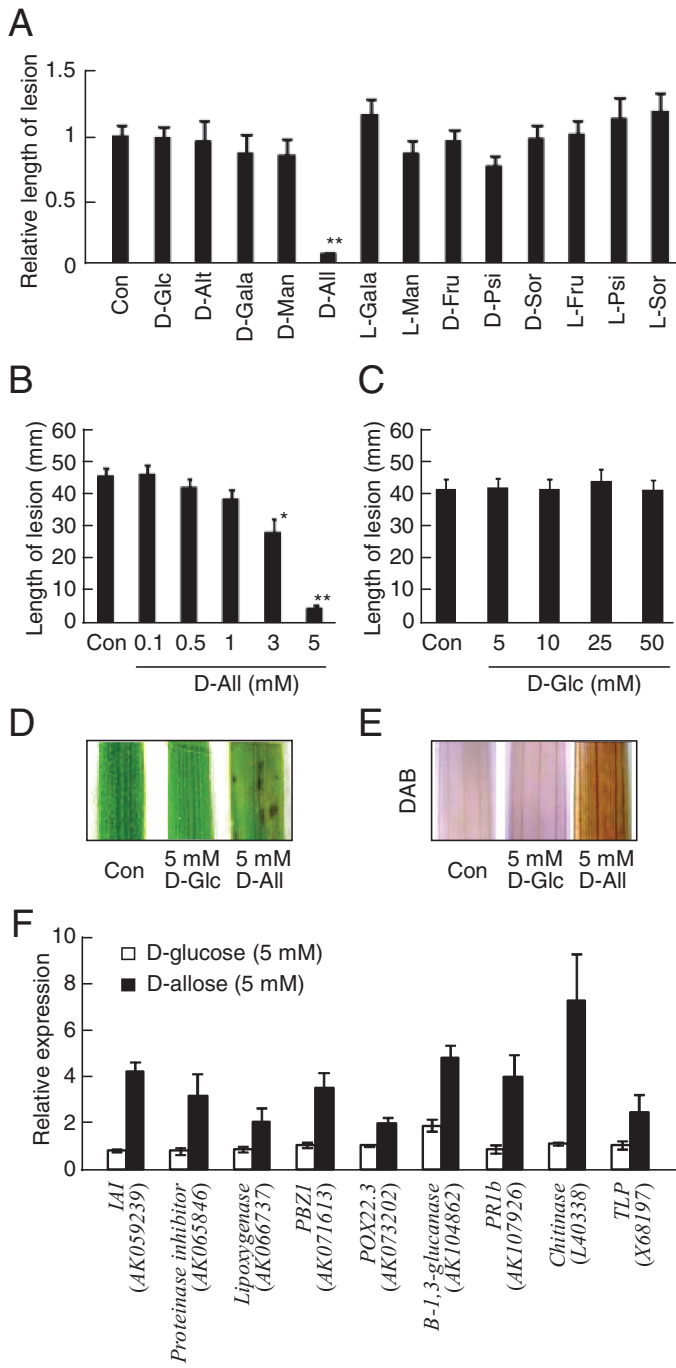 A
Relative length of lesion
1.5
1
0.5
0
Con
D-Glc
D-Alt
D-Gala
D-Man
D-All
L-Gala
L-Man
D-Fru
D-Psi
D-Sor
L-Fru
L-Psi
L-Sor
**
B
Length of lesion (mm)
60
50
40
30
20
10
0
*
**
Con 0.1 0.5 1 3 5
D-All (mM)
C
Length of lesion (mm)
60
50
40
30
20
10
0
Con 5 10 25 50
D-Glc (mM)
D
Con
5 mM
D-Glc
5 mM
D-All
E
DAB
Con
5 mM
D-Glc
5 mM
D-All
F
Relative expression
10
8
6
4
2
0
D-glucose (5 mM)
D-allose (5 mM)
IAI
(AK059239)
Proteinase inhibitor
(AK065846)
Lipoxygenase
(AK066737)
PBZ1
(AK071613)
POX22.3
(AK073202)
B-1,3-glucanase
(AK104862)
PR1b
(AK107926)
Chitinase
(L40338)
TLP
(X68197)